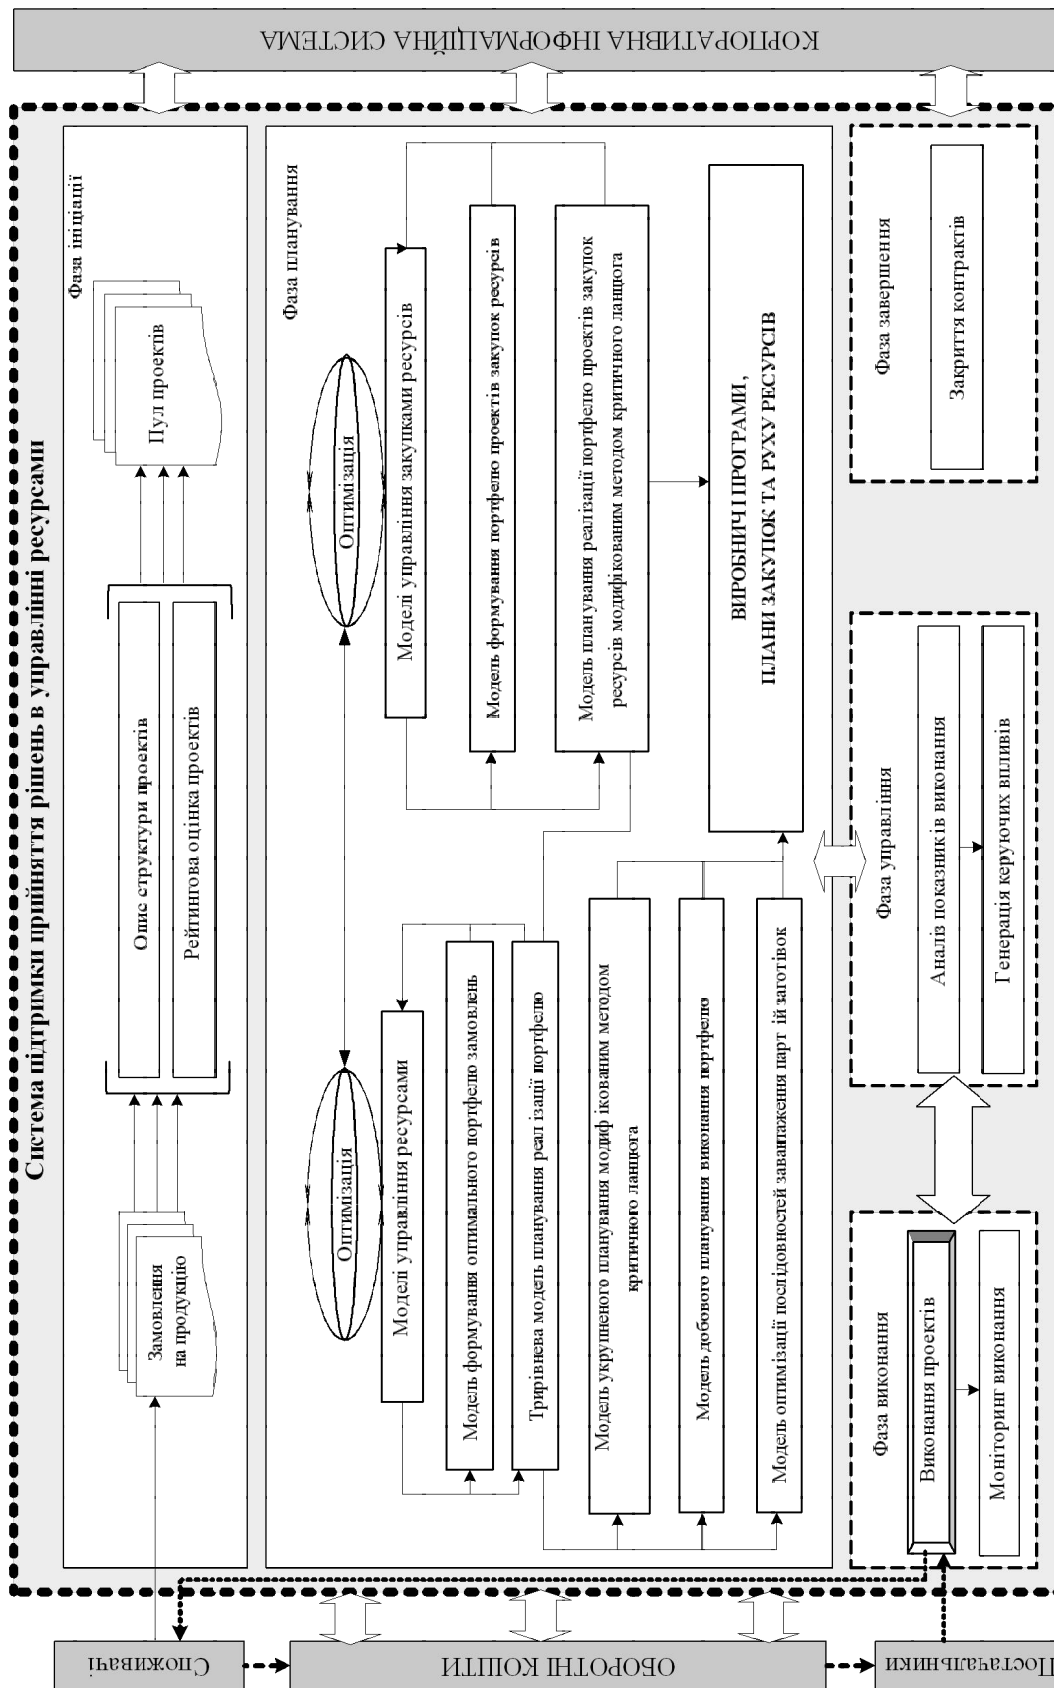 Система підтримки прийняття рішень в управлінні ресурсами
Фаза ініціації
Замовлення
на продукцію
Опис структури проектів
Рейтингова оцінка проектів
Пул проектів
Фаза планування
Оптимізація
Моделі управління ресурсами
Модель формування оптимального портфелю замовлень
Трирівнева модель планування реалізації портфелю
Модель укрупненого планування модифікованим методом
критичного ланцюга
Модель добового планування виконання портфелю
Модель оптимізації послідовностей завантаження партій заготівок
Оптимізація
Моделі управління закупками ресурсів
Модель формування портфелю проектів закупок ресурсів
Модель планування реалізації портфелю проектів закупок
ресурсів модифікованим методом критичного ланцюга
ВИРОБНИЧІ ПРОГРАМИ,
ПЛАНИ ЗАКУПОК ТА РУХУ РЕСУРСІВ
Фаза виконання
Виконання проектів
Моніторинг виконання
Фаза управління
Аналіз показників виконання
Генерація керуючих впливів
Фаза завершення
Закриття контрактів
Споживачі
ОБОРОТНІ КОШТИ
Постачальники
КОРПОРАТИВНА ІНФОРМАЦІЙНА СИСТЕМА